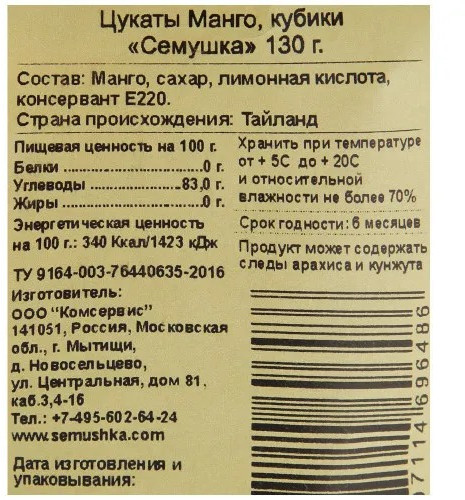 Цукаты Манго, кубики
«Семушка» 130 г.
Состав: Манго, сахар, лимонная кислота,
консервант Е220.
Страна происхождения: Тайланд
Пищевая ценность на 100 г.
Белки ........................0 г.
Углеводы ..............83,0 г.
Жиры ........................0 г.
Энергетическая ценность
на 100 г.: 340 Ккал/1423 кДж
ТУ 9164-003-76440635-2016
Изготовитель:
ООО "Комсервис"
141051, Россия, Московская
обл., г. Мытищи,
д. Новосельцево,
ул. Центральная, дом 81,
каб.3,4-16
Тел.: +7-495-602-64-24
www.semushka.com
Дата изготовления и
упаковывания:
Хранить при температуре
от + 5С до + 20С
и относительной
влажности не более 70%
Срок годности: 6 месяцев
Продукт может содержать
следы арахиса и кунжута
07114 696486